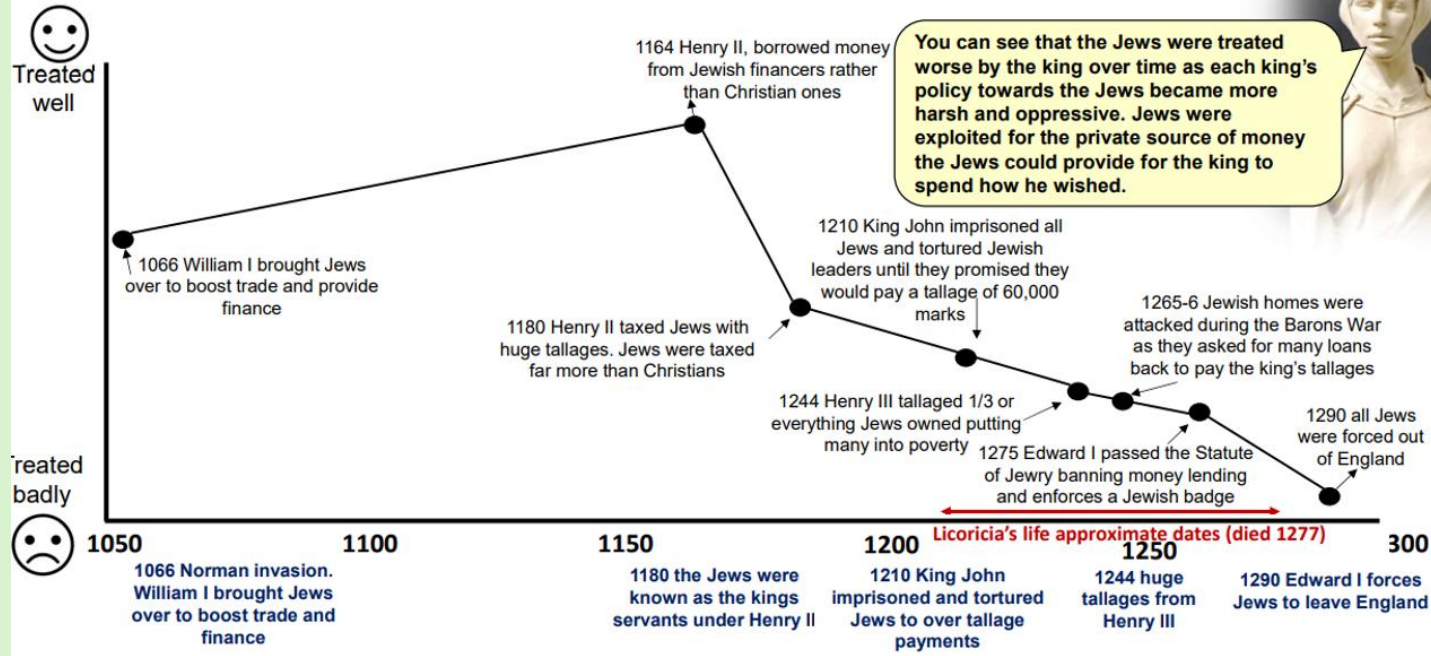 Treated
well
1164 Henry II, borrowed money
from Jewish financers rather
than Christian ones
You can see that the Jews were treated
worse by the king over time as each king's
policy towards the Jews became more
harsh and oppressive. Jews were
exploited for the private source of money
the Jews could provide for the king to
spend how he wished.
1066 William I brought Jews
over to boost trade and provide
finance
1180 Henry II taxed Jews with
huge tallages. Jews were taxed
far more than Christians
1210 King John imprisoned all
Jews and tortured Jewish
leaders until they promised they
would pay a tallage of 60,000
marks
1244 Henry III tallaged 1/3 or
everything Jews owned putting
many into poverty
1265-6 Jewish homes were
attacked during the Barons War
as they asked for many loans
back to pay the king's tallages
1275 Edward I passed the Statute
of Jewry banning money lending
and enforces a Jewish badge
1290 all Jews
were forced out
of England
reated
badly
Licoricia's life approximate dates (died 1277)
1050 1100 1150 1200 1250 300
1066 Norman invasion.
William I brought Jews
over to boost trade and
finance
1180 the Jews were
known as the kings
servants under Henry II
1210 King John
imprisoned and tortured
Jews to over tallage
payments
1244 huge
tallages from
Henry III
1290 Edward I forces
Jews to leave England